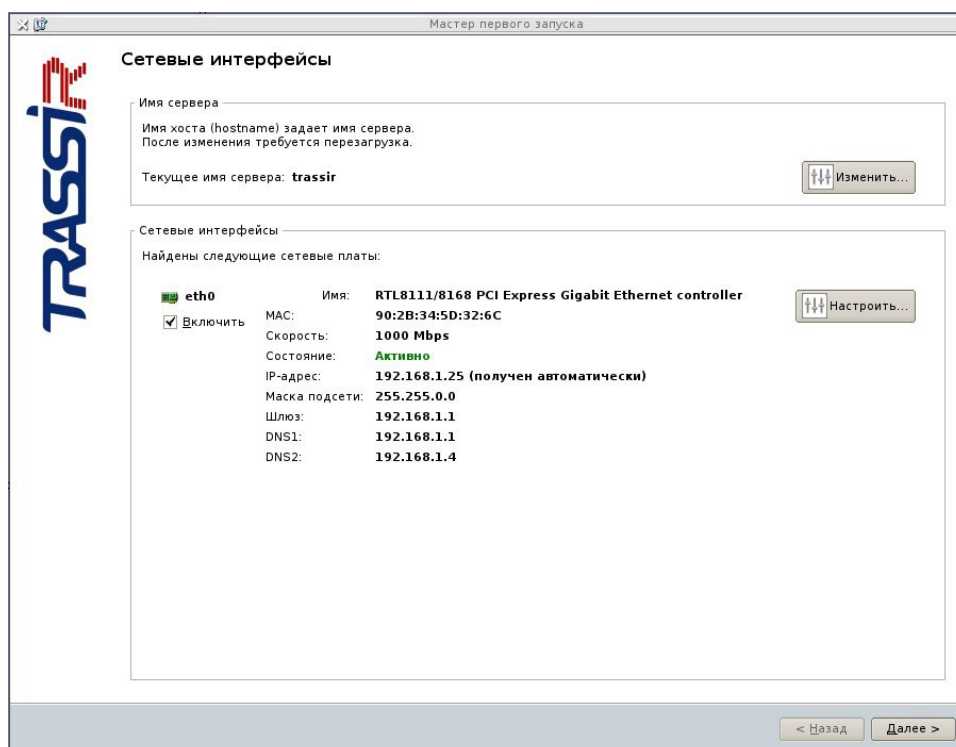 Мастер первого запуска
TRASSIR
Сетевые интерфейсы
Имя сервера
Имя хоста (hostname) задает имя сервера.
После изменения требуется перезагрузка.
Текущее имя сервера: trassir
Изменить...
Сетевые интерфейсы
Найдены следующие сетевые платы:
eth0
Включить
Имя: RTL8111/8168 PCI Express Gigabit Ethernet controller
Настроить...
MAC: 90:2B:34:5D:32:6C
Скорость: 1000 Mbps
Состояние: Активно
IP-адрес: 192.168.1.25 (получен автоматически)
Маска подсети: 255.255.0.0
Шлюз: 192.168.1.1
DNS1: 192.168.1.1
DNS2: 192.168.1.4
< Назад
Далее >